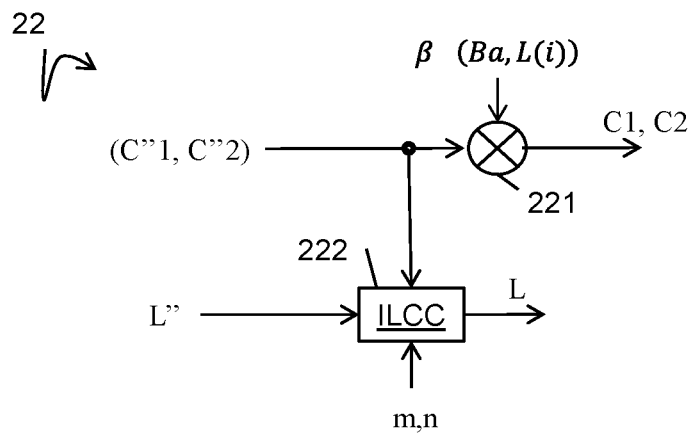 22
β (Ba, L(i))
C1, C2
(C”1, C”2)
221
222
L
ILCC
L”
m,n